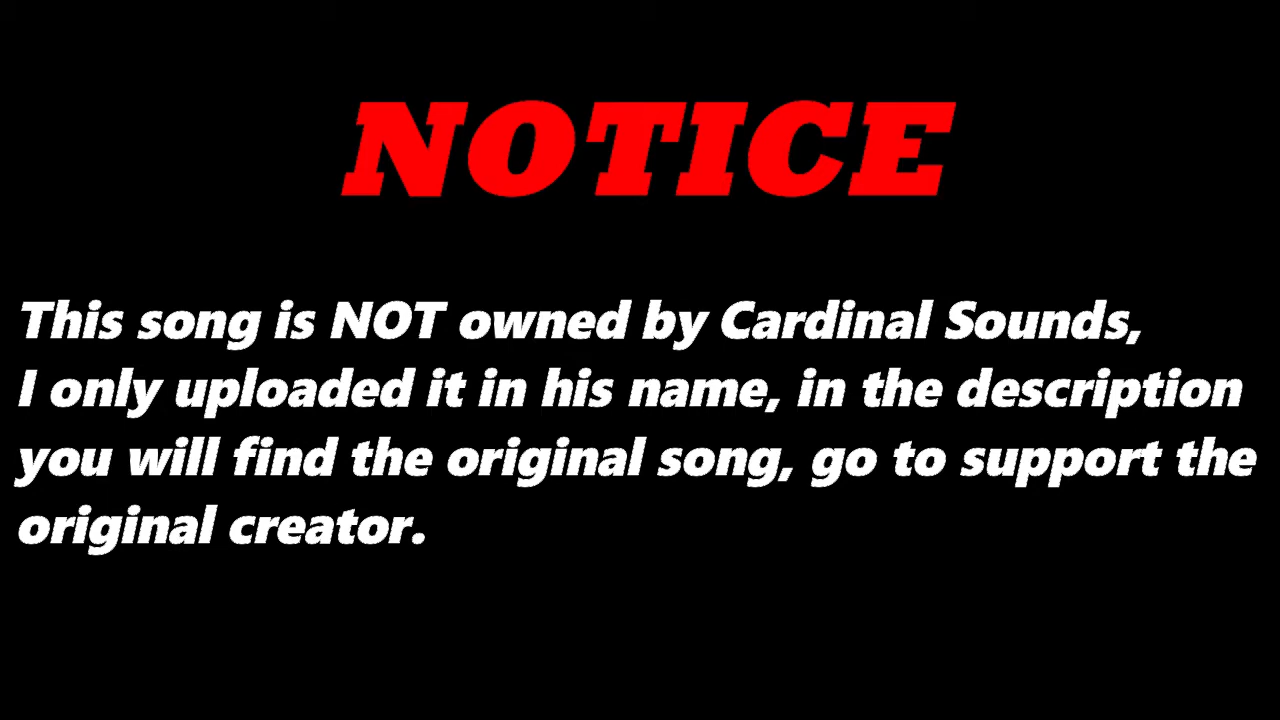 NOTICE
This song is NOT owned by Cardinal Sounds,
I only uploaded it in his name, in the description
you will find the original song, go to support the
original creator.